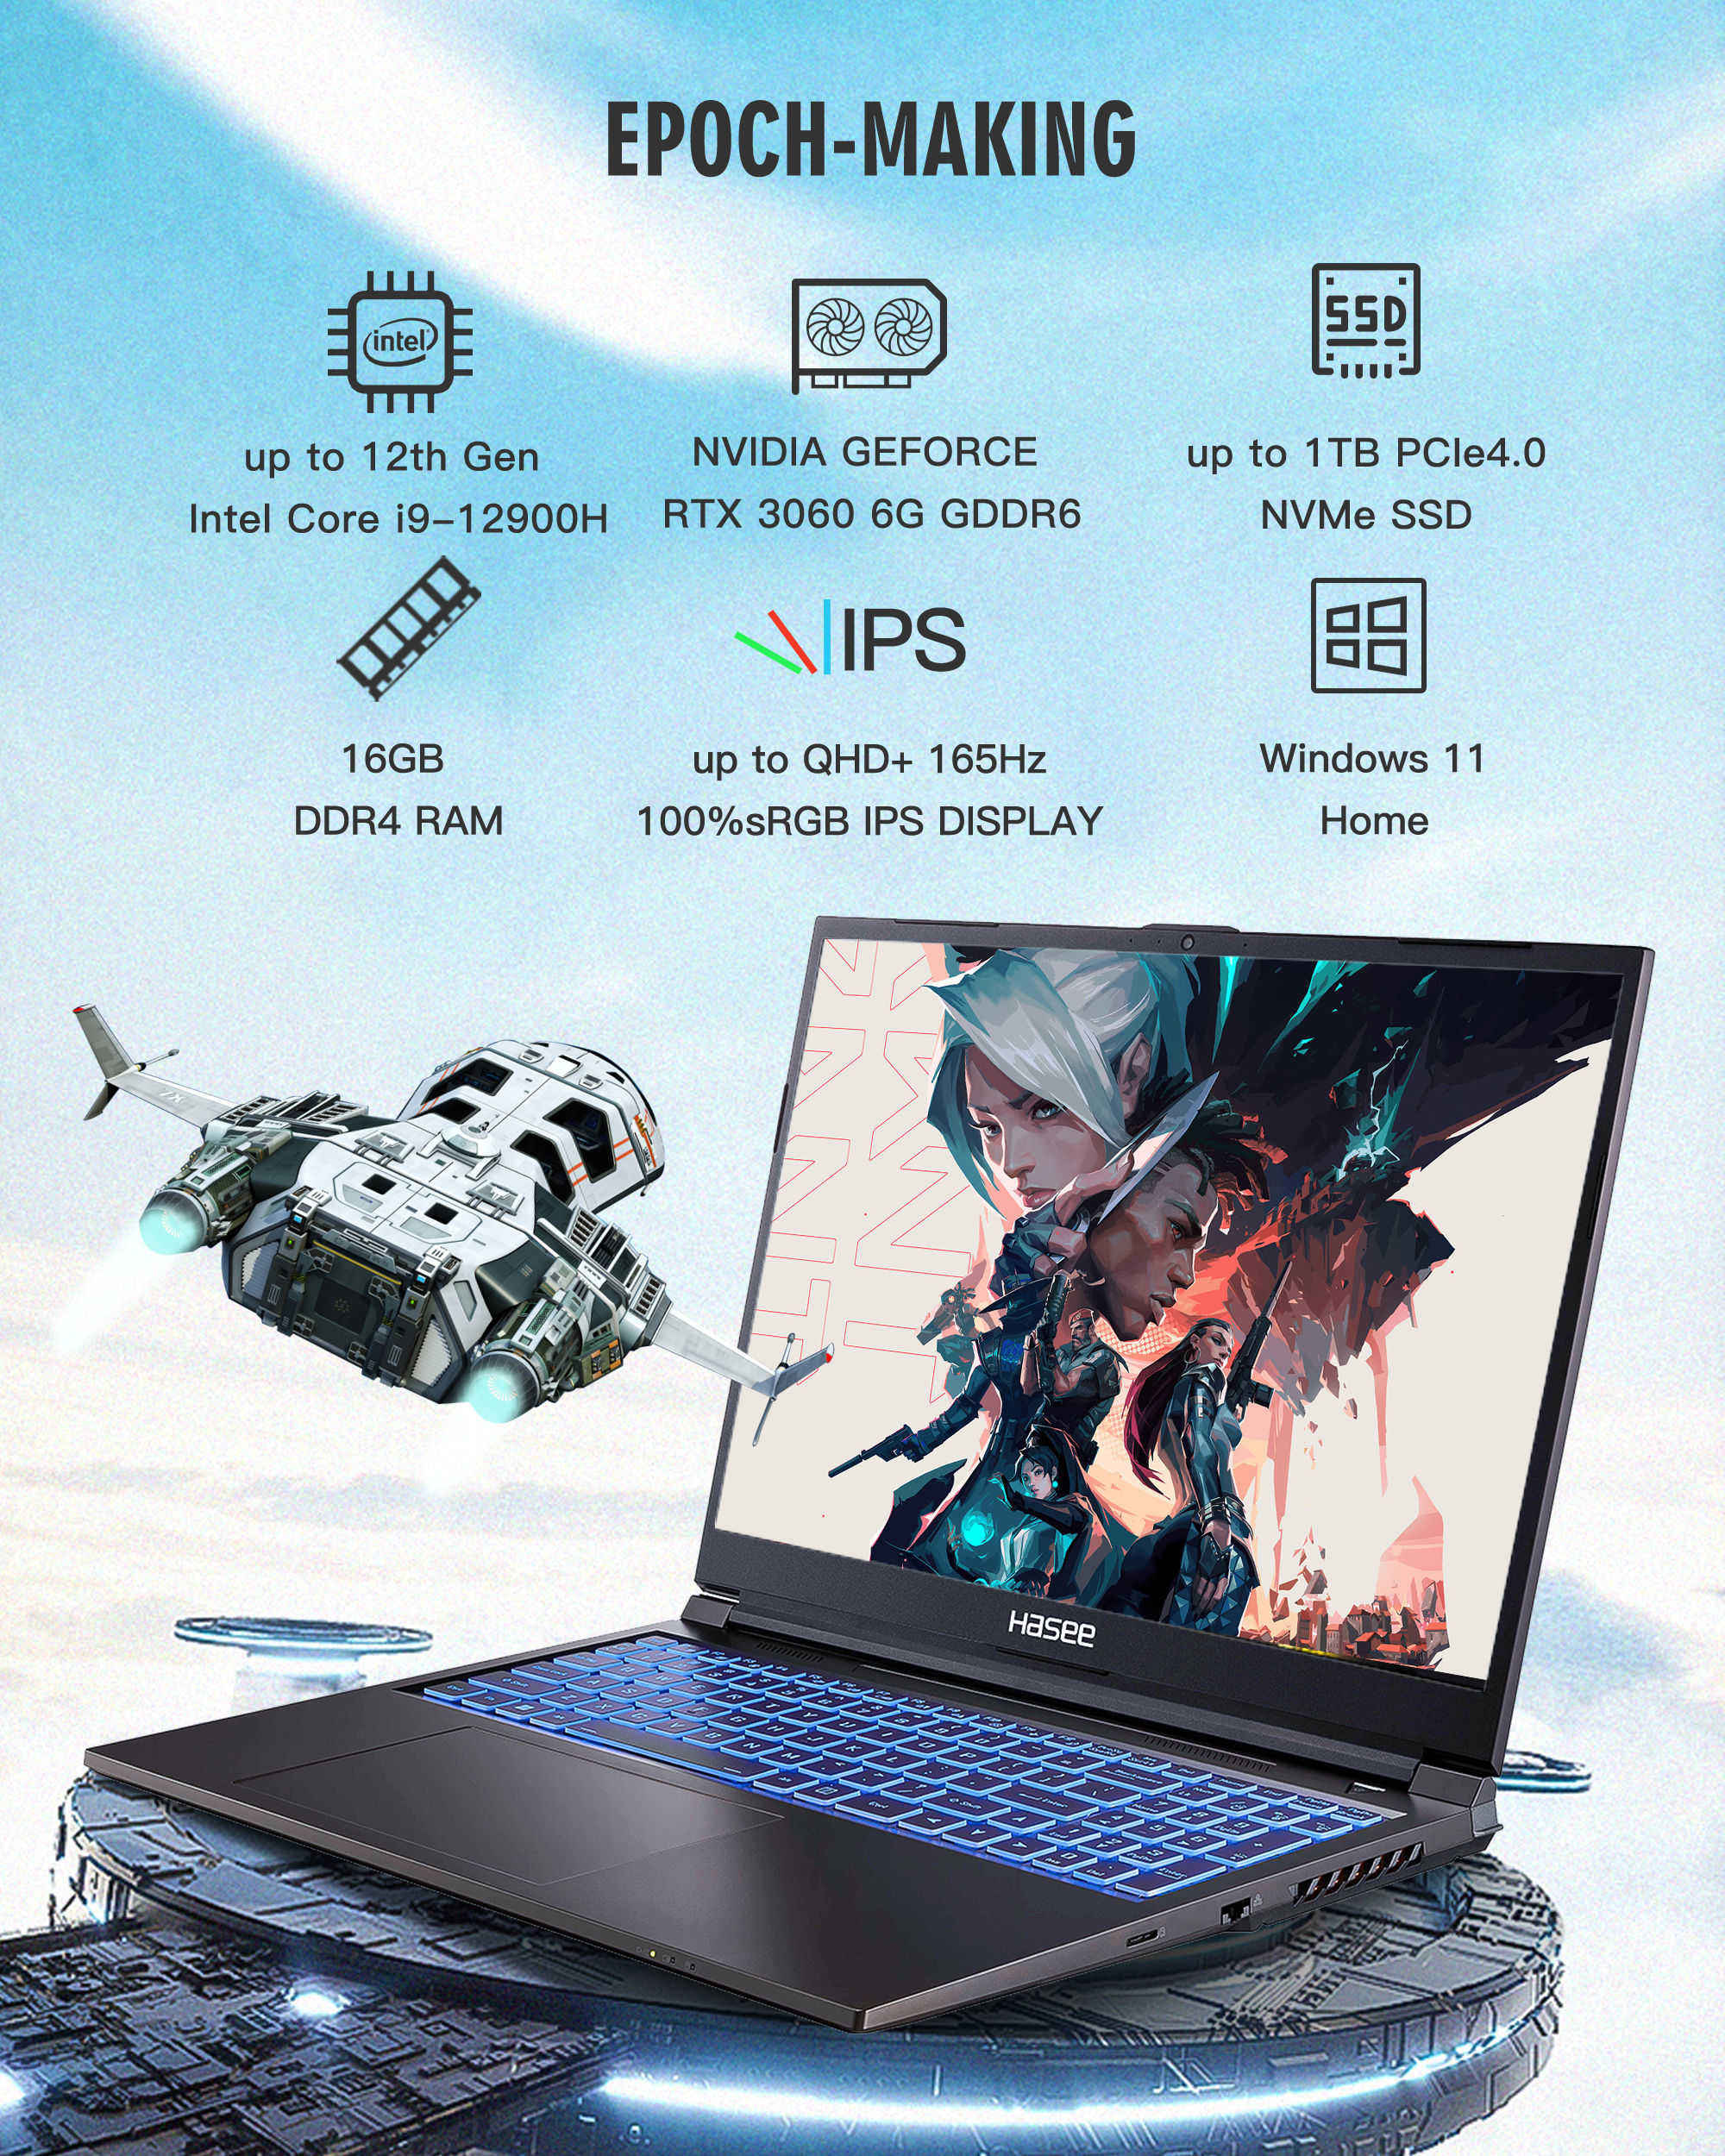 EPOCH-MAKING
intel
up to 12th Gen
Intel Core i9-12900H
NVIDIA GEFORCE
RTX 3060 6G GDDR6
SSD
up to 1TB PCIe4.0
NVMe SSD
16GB
DDR4 RAM
IPS
up to QHD+ 165Hz
100%sRGB IPS DISPLAY
Windows 11
Home
Hasee